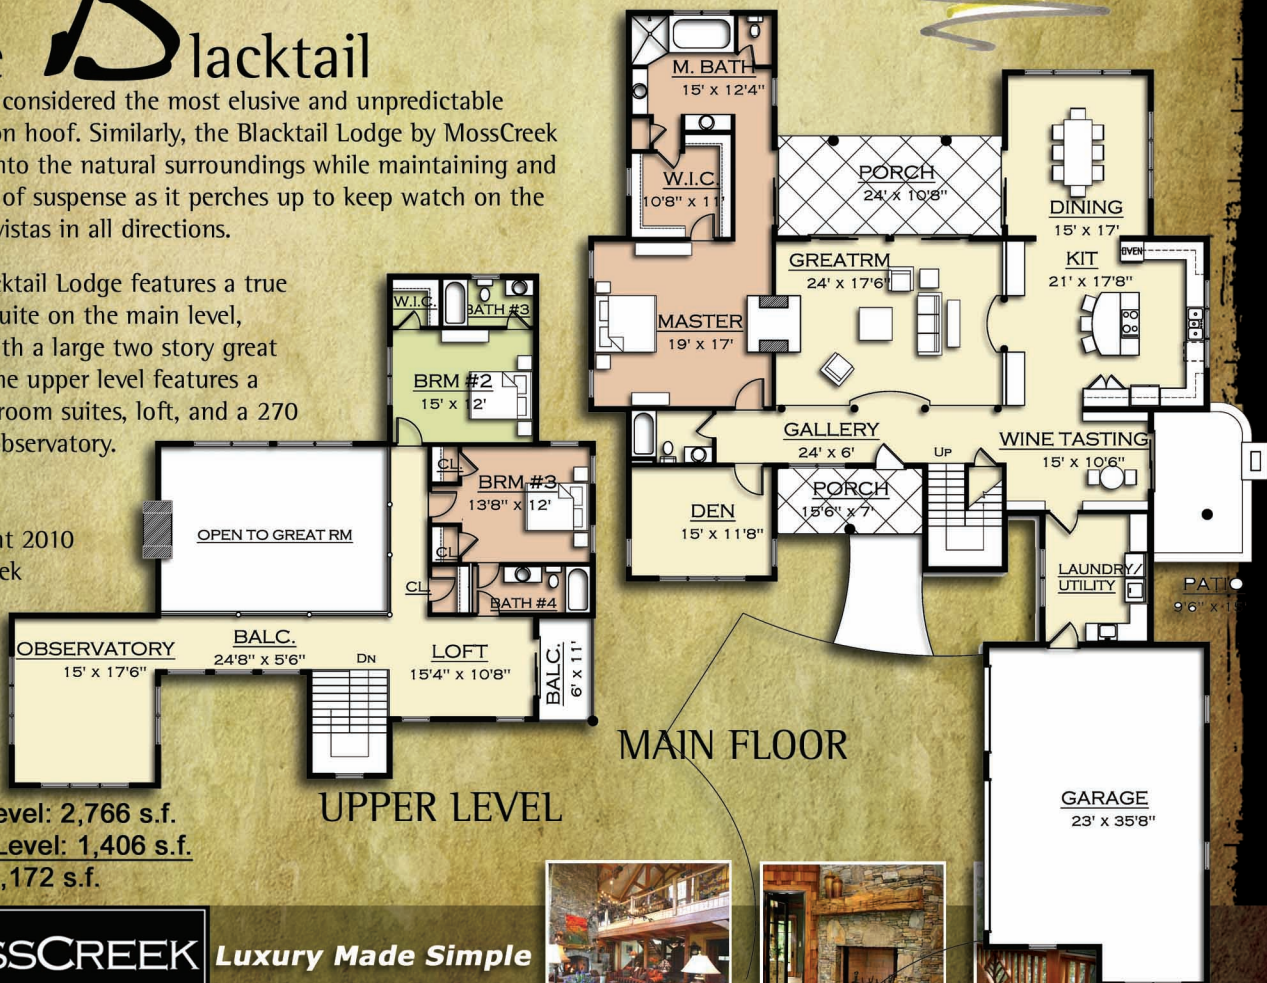 e Blacktail
considered the most elusive and unpredictable
on hoof. Similarly, the Blacktail Lodge by MossCreek
nto the natural surroundings while maintaining and
of suspense as it perches up to keep watch on the
vistas in all directions.
cktail Lodge features a true
uite on the main level,
th a large two story great
ne upper level features a
room suites, loft, and a 270
bservatory.
nt 2010
eek
M. BATH
15' x 12'4"
W.I.C.
10'8" x 11'
PORCH
24' x 10'8"
DINING
15' x 17'
OVEN
KIT
21' x 17'8"
GREATRM
24' x 17'6"
MASTER
19' x 17'
GALLERY
24' x 6'
UP
WINE TASTING
15' x 10'6"
PORCH
15'6" x 7'
DEN
15' x 11'8"
LAUNDRY/
UTILITY
PATIO
GARAGE
23' x 35'8"
MAIN FLOOR
W.I.C.
BATH #3
BRM #2
15' x 12'
CL.
BRM #3
13'8" x 12'
CL
CL.
BATH #4
OPEN TO GREAT RM
OBSERVATORY
15' x 17'6"
BALC.
24'8" x 5'6"
DN
LOFT
15'4" x 10'8"
BALC.
6' x 11'
UPPER LEVEL
evel: 2,766 s.f.
Level: 1,406 s.f.
,172 s.f.
SSCREEK
Luxury Made Simple